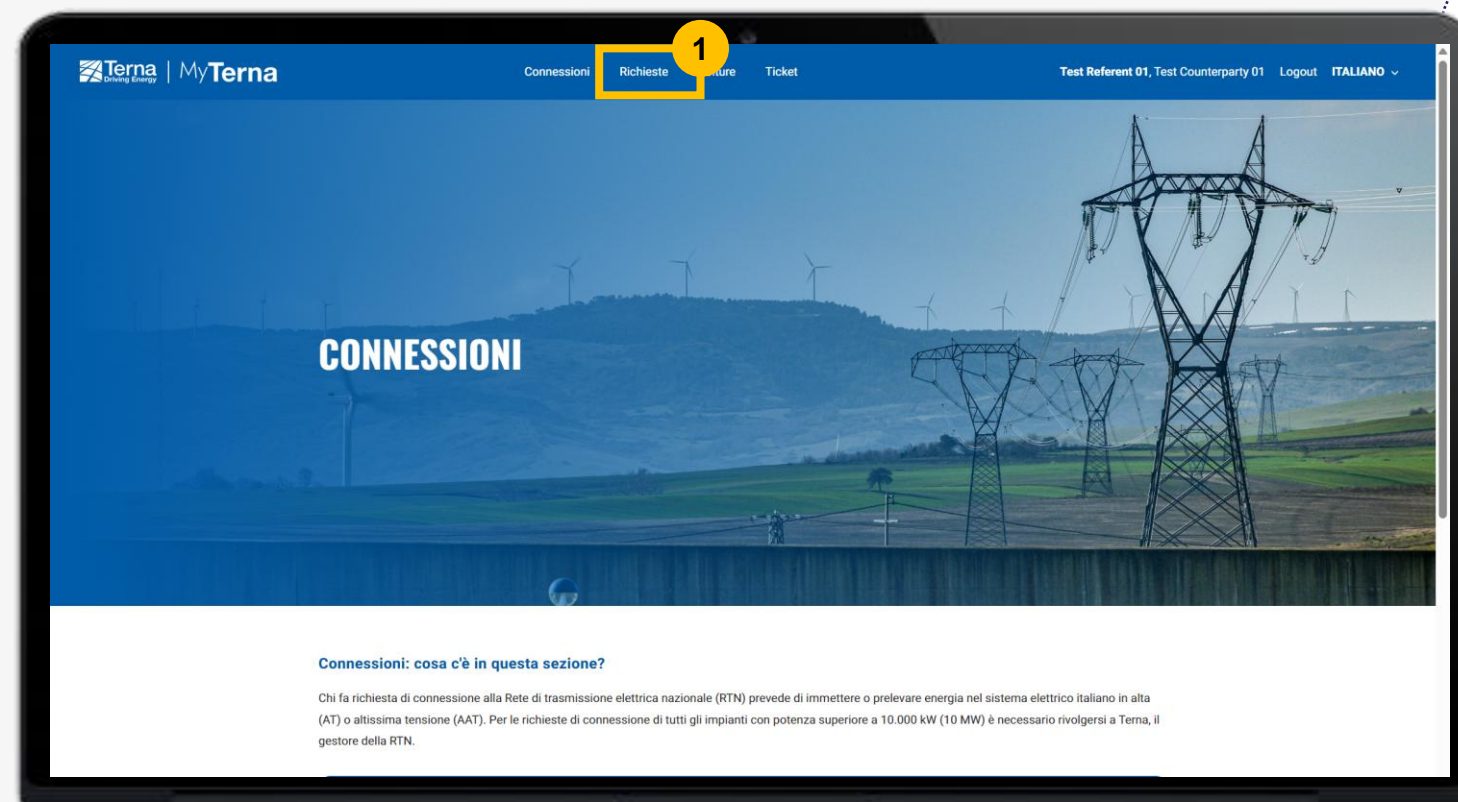 1
Terna
Driving Energy
MyTerna
Connessioni Richieste Ticket
Test Referent 01, Test Counterparty 01 Logout ITALIANO
CONNESSIONI
Connessioni: cosa c'è in questa sezione?
Chi fa richiesta di connessione alla Rete di trasmissione elettrica nazionale (RTN) prevede di immettere o prelevare energia nel sistema elettrico italiano in alta
(AT) o altissima tensione (AAT). Per le richieste di connessione di tutti gli impianti con potenza superiore a 10.000 kW (10 MW) è necessario rivolgersi a Terna, il
gestore della RTN.